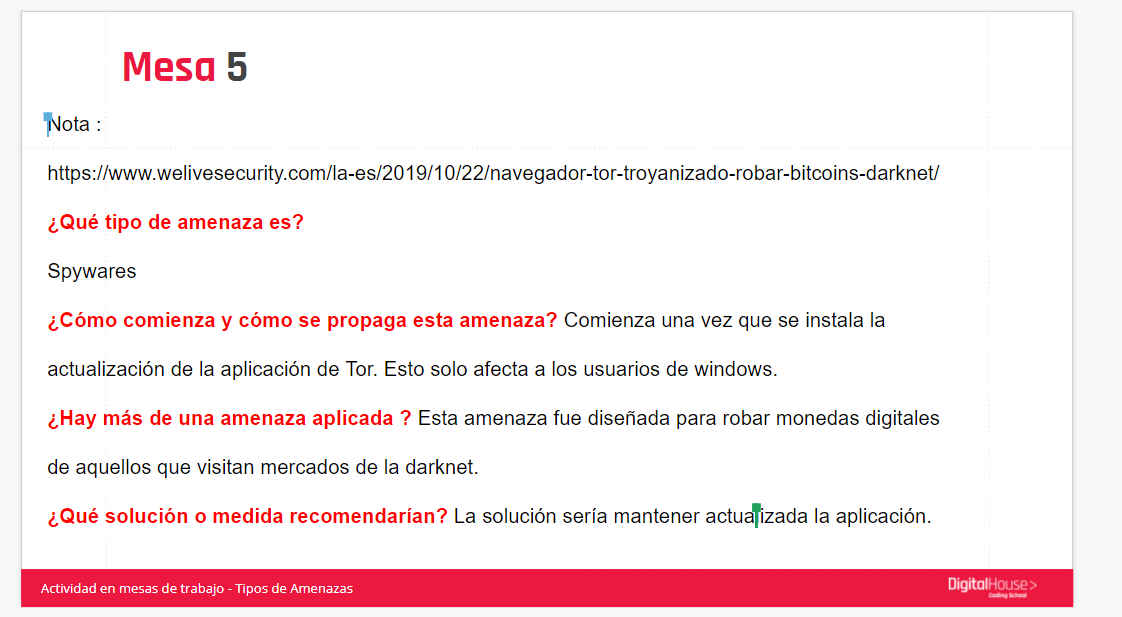 Mesa 5
Nota :
https://www.welivesecurity.com/la-es/2019/10/22/navegador-tor-troyanizado-robar-bitcoins-darknet/
¿Qué tipo de amenaza es?
Spywares
¿Cómo comienza y cómo se propaga esta amenaza? Comienza una vez que se instala la
actualización de la aplicación de Tor. Esto solo afecta a los usuarios de windows.
¿Hay más de una amenaza aplicada ? Esta amenaza fue diseñada para robar monedas digitales
de aquellos que visitan mercados de la darknet.
¿Qué solución o medida recomendarían? La solución sería mantener actualizada la aplicación.
Actividad en mesas de trabajo - Tipos de Amenazas
DigitalHouse>
Coding School